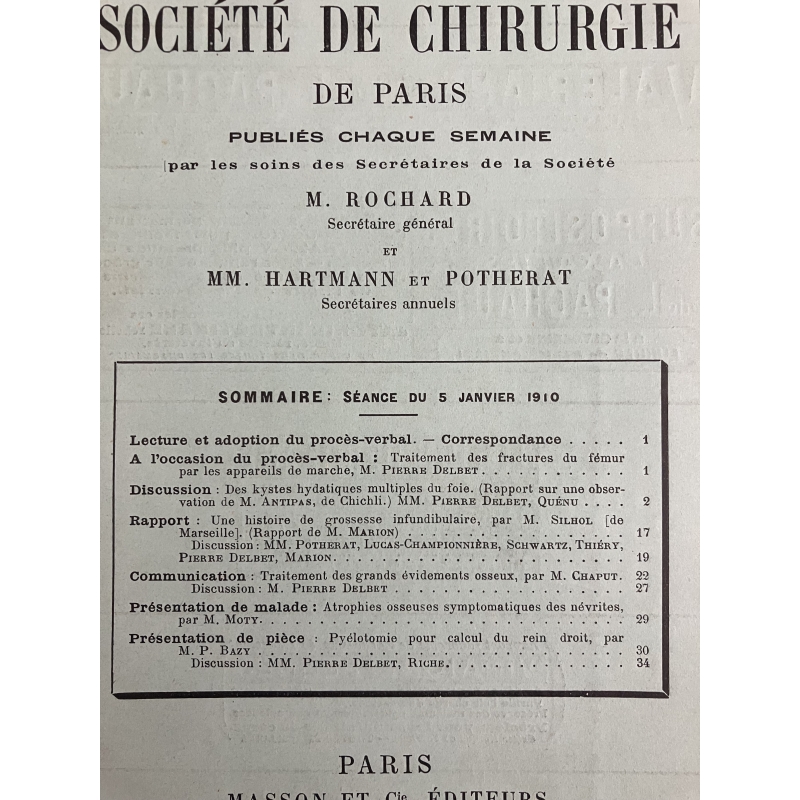 SOCIÉTÉ DE CHIRURGIE
DE PARIS
PUBLIÉS CHAQUE SEMAINE
par les soins des Secrétaires de la Société
M. ROCHARD
Secrétaire général
ET
MM. HARTMANN ET POTHERAT
Secrétaires annuels
SOMMAIRE: SÉANCE DU 5 JANVIER 1910
Lecture et adoption du procès-verbal. — Correspondance . . . . . 1
A l'occasion du procès-verbal : Traitement des fractures du fémur
par les appareils de marche, M. PIERRE DELBET . . . . . . . . . . . . 1
Discussion : Des kystes hydatiques multiples du foie. (Rapport sur une obser-
vation de M. ANTIPAS, de Chichli.) MM. PIERRE DELBET, QUÉNU . . . . 2
Rapport : Une histoire de grossesse infundibulaire, par M. SILHOL [de
Marseille]. (Rapport de M. MARION) . . . . . . . . . . . . . . . . . 17
Discussion : MM. POTHERAT, LUCAS-CHAMPIONNIÈRE, SCHWARTZ, THIÉRY,
PIERRE DELBET, MARION. . . . . . . . . . . . . . . . . . . . . . . . 19
Communication : Traitement des grands évidements osseux, par M. CHAPUT. 22
Discussion : M. PIERRE DELBET . . . . . . . . . . . . . . . . . . . 27
Présentation de malade : Atrophies osseuses symptomatiques des névrites,
par M. MOTY. . . . . . . . . . . . . . . . . . . . . . . . . . . . . 29
Présentation de pièce : Pyélotomie pour calcul du rein droit, par
M. P. BAZY . . . . . . . . . . . . . . . . . . . . . . . . . . . . . 30
Discussion : MM. PIERRE DELBET, RICHE. . . . . . . . . . . . . . . . 34
PARIS
MASSON ET Cie ÉDITEURS